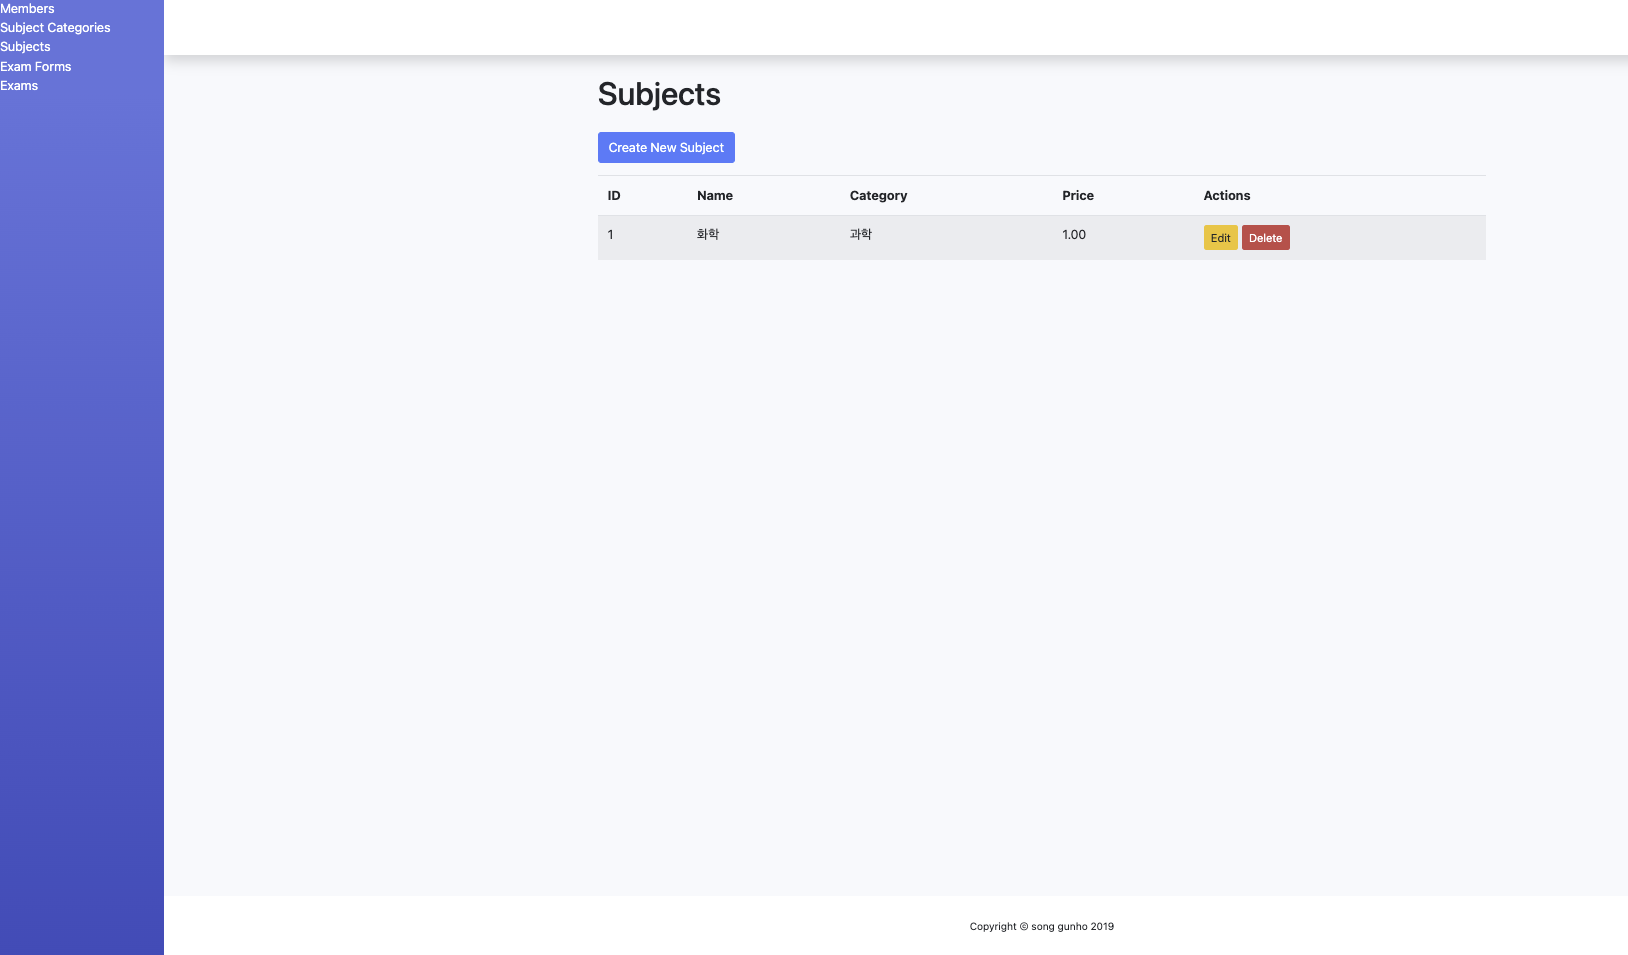 Members
Subject Categories
Subjects
Exam Forms
Exams
Subjects
Create New Subject
ID Name Category Price Actions
1 화학 과학 1.00 Edit Delete
Copyright © song gunho 2019